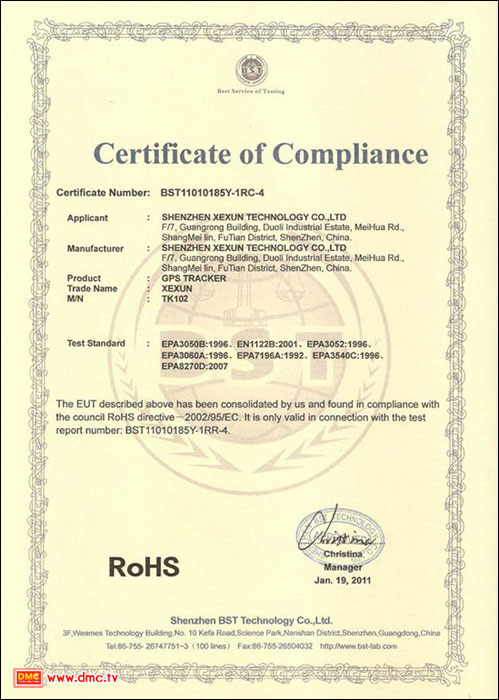 BST
Best Service of Testing
Certificate of Compliance
Certificate Number: BST11010185Y-1RC-4
Applicant : SHENZHEN XEXUN TECHNOLOGY CO.,LTD
F/7, Guangrong Building, Duoli Industrial Estate, MeiHua Rd.,
ShangMei lin, FuTian District, ShenZhen, China.
Manufacturer : SHENZHEN XEXUN TECHNOLOGY CO.,LTD
F/7, Guangrong Building, Duoli Industrial Estate, MeiHua Rd.,
ShangMei lin, FuTian District, ShenZhen, China.
Product : GPS TRACKER
Trade Name : XEXUN
M/N : TK102
BST
Test Standard : EPA3050B:1996、EN1122B:2001、EPA3052:1996、
EPA3060A:1996、EPA7196A:1992、EPA3540C:1996、
EPA8270D:2007
The EUT described above has been consolidated by us and found in compliance with
the council RoHS directive－2002/95/EC. It is only valid in connection with the test
report number: BST11010185Y-1RR-4.
BST TECHNOLOGY CO.,LTD
Christina
Christina
Manager
Jan. 19, 2011
RoHS
Shenzhen BST Technology Co.,Ltd.
3F,Weames Technology Building,No. 10 Kefa Road,Science Park,Nanshan District,Shenzhen,Guangdong,China
Tel:86-755- 26747751~3 (100 lines) Fax:86-755-26504032 http://www.bst-lab.com
DMC www.dmc.tv